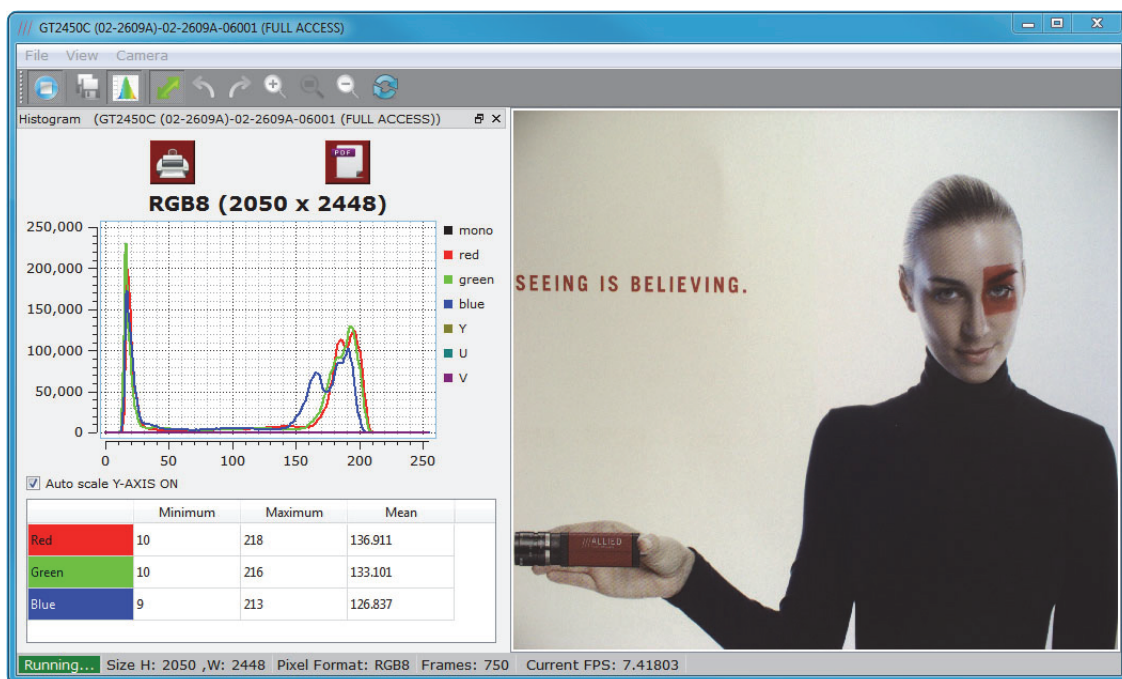 /// GT2450C (02-2609A)-02-2609A-06001 (FULL ACCESS)
File View Camera
Histogram (GT2450C (02-2609A)-02-2609A-06001 (FULL ACCESS))
PDF
RGB8 (2050 x 2448)
250,000
200,000
150,000
100,000
50,000
0
0 50 100 150 200 250
mono
red
green
blue
Y
U
V
Auto scale Y-AXIS ON
Minimum Maximum Mean
Red 10 218 136.911
Green 10 216 133.101
Blue 9 213 126.837
SEEING IS BELIEVING.
///ALLIED
Running... Size H: 2050 ,W: 2448 Pixel Format: RGB8 Frames: 750 Current FPS: 7.41803